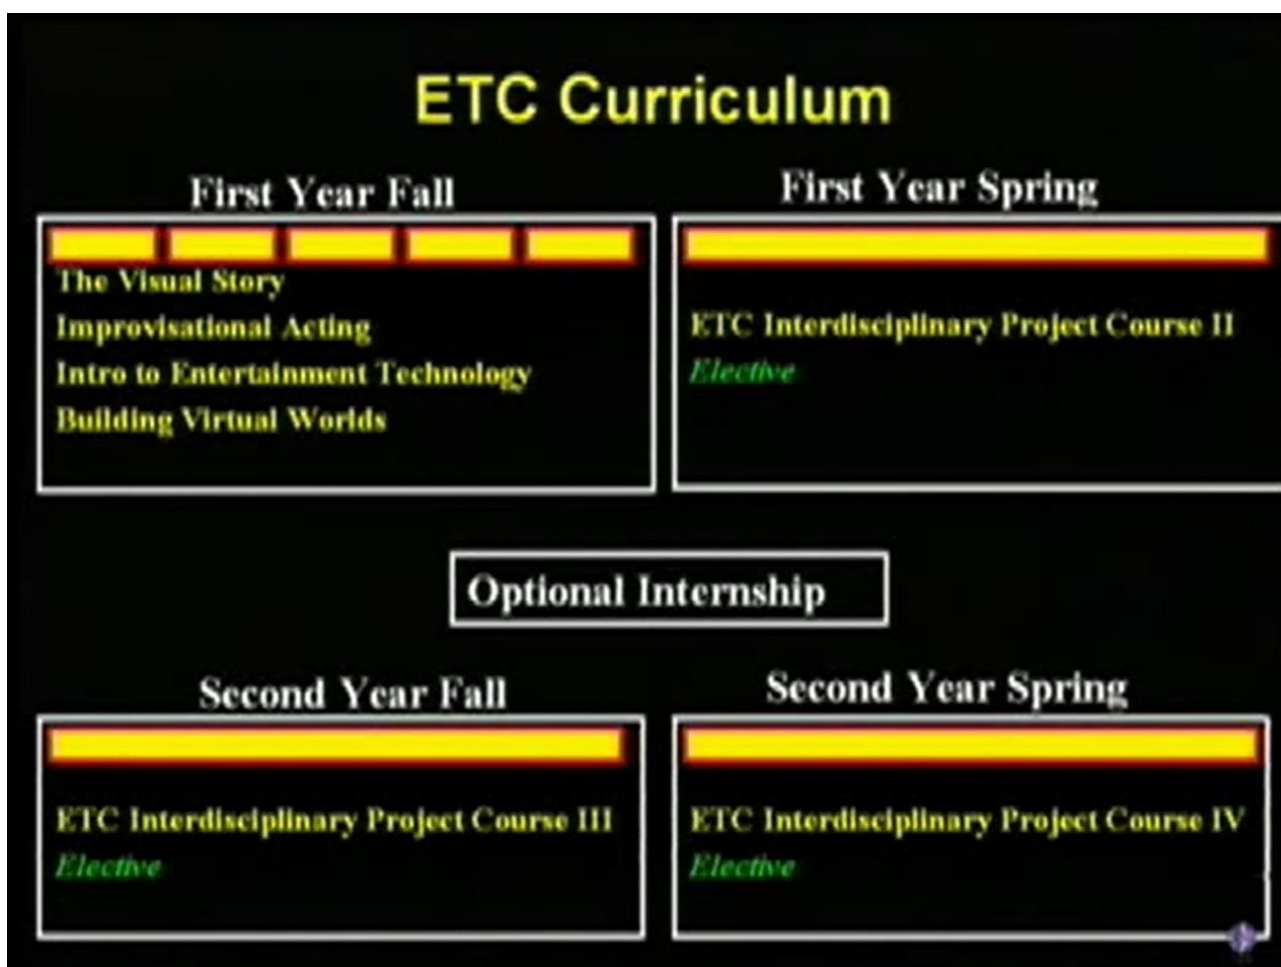 ETC Curriculum
First Year Fall
The Visual Story
Improvisational Acting
Intro to Entertainment Technology
Building Virtual Worlds
First Year Spring
ETC Interdisciplinary Project Course II
Elective
Optional Internship
Second Year Fall
ETC Interdisciplinary Project Course III
Elective
Second Year Spring
ETC Interdisciplinary Project Course IV
Elective